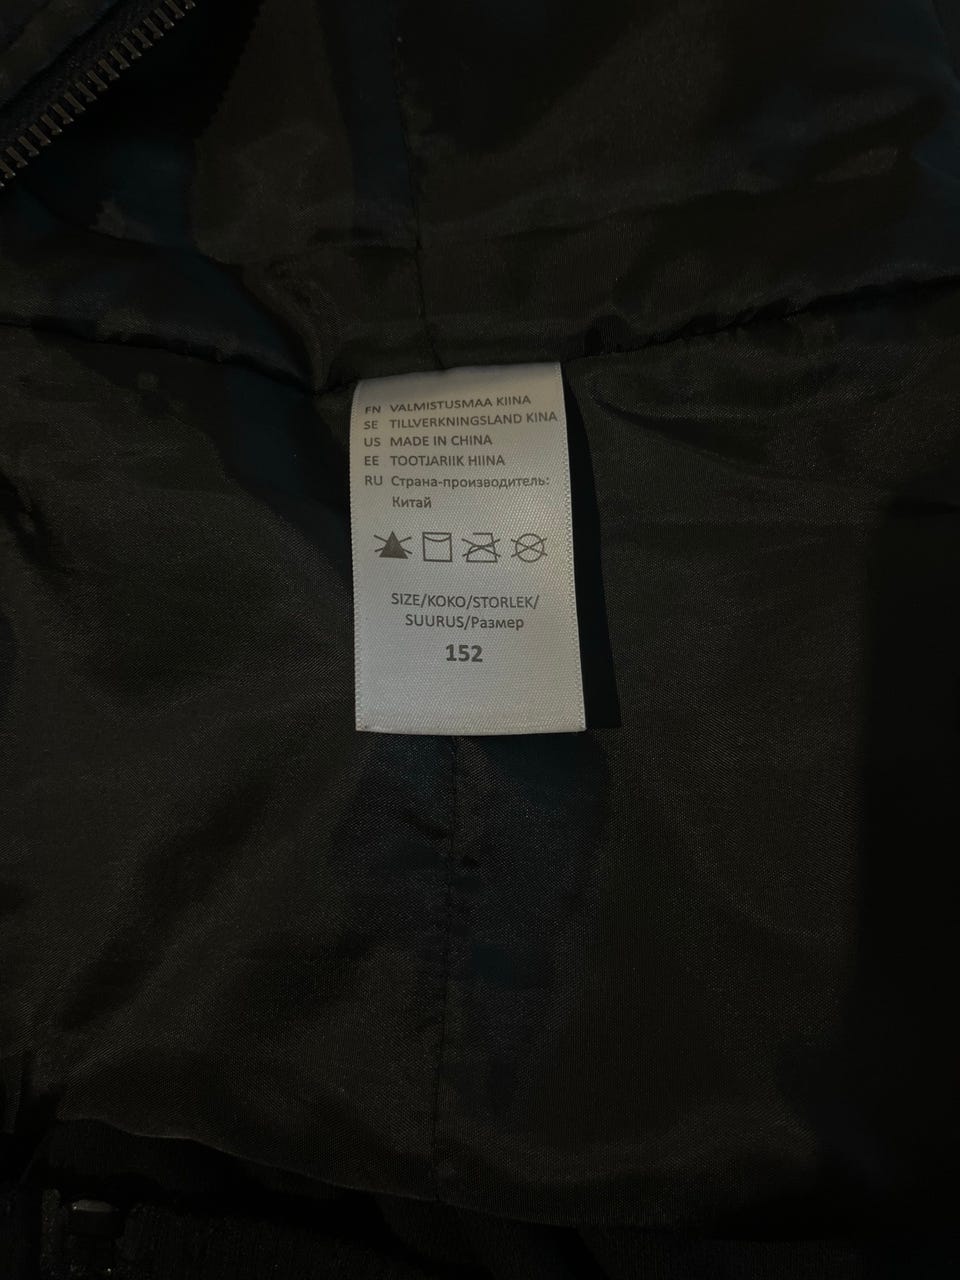 FN VALMISTUSMAA KIINA
SE TILLVERKNINGSLAND KINA
US MADE IN CHINA
EE TOOTJARIIK HIINA
RU Страна-производитель:
Китай
SIZE/KOKO/STORLEK/
SUURUS/Размер
152